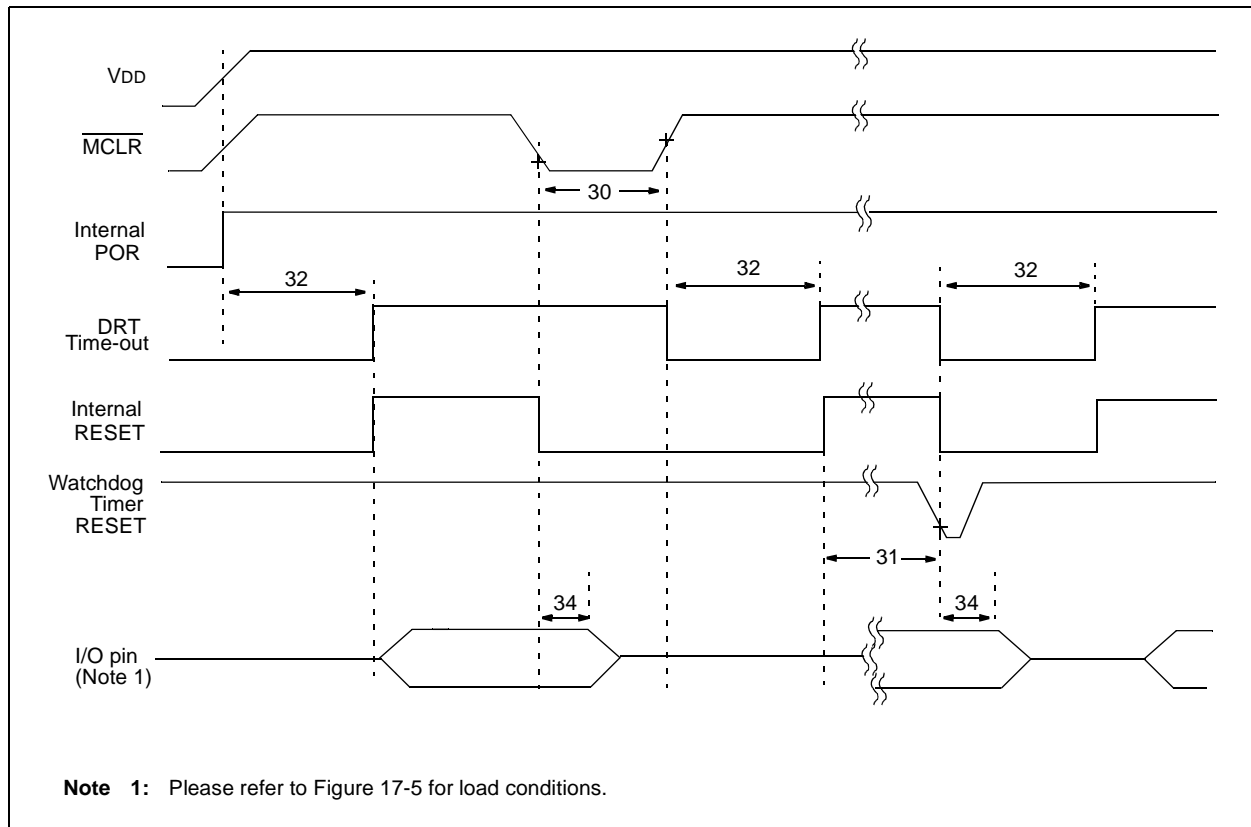 VDD
MCLR
30
Internal
POR
32
32
32
DRT
Time-out
Internal
RESET
Watchdog
Timer
RESET
31
34
34
I/O pin
(Note 1)
Note 1: Please refer to Figure 17-5 for load conditions.